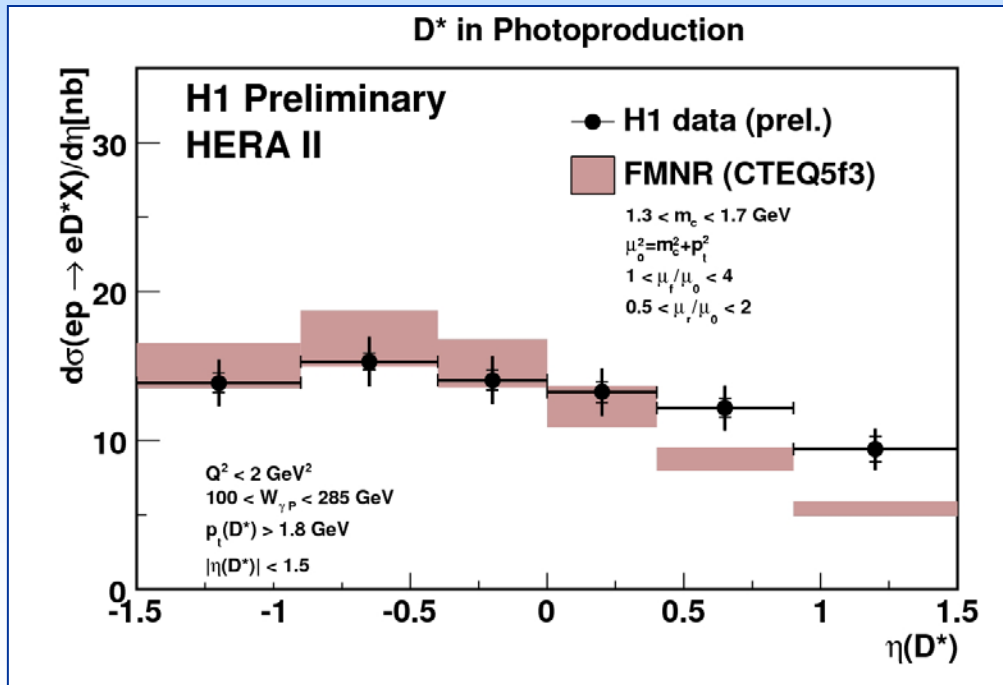 D* in Photoproduction
H1 Preliminary
HERA II
H1 data (prel.)
FMNR (CTEQ5f3)
1.3 < m_c < 1.7 GeV
μ_0^2=m_c^2+p_t^2
1 < μ_f/μ_0 < 4
0.5 < μ_r/μ_0 < 2
dσ(ep → eD*X)/dη[nb]
30
20
10
0
Q² < 2 GeV²
100 < W_γP < 285 GeV
p_t(D*) > 1.8 GeV
|η(D*)| < 1.5
-1.5 -1 -0.5 0 0.5 1 1.5
η(D*)